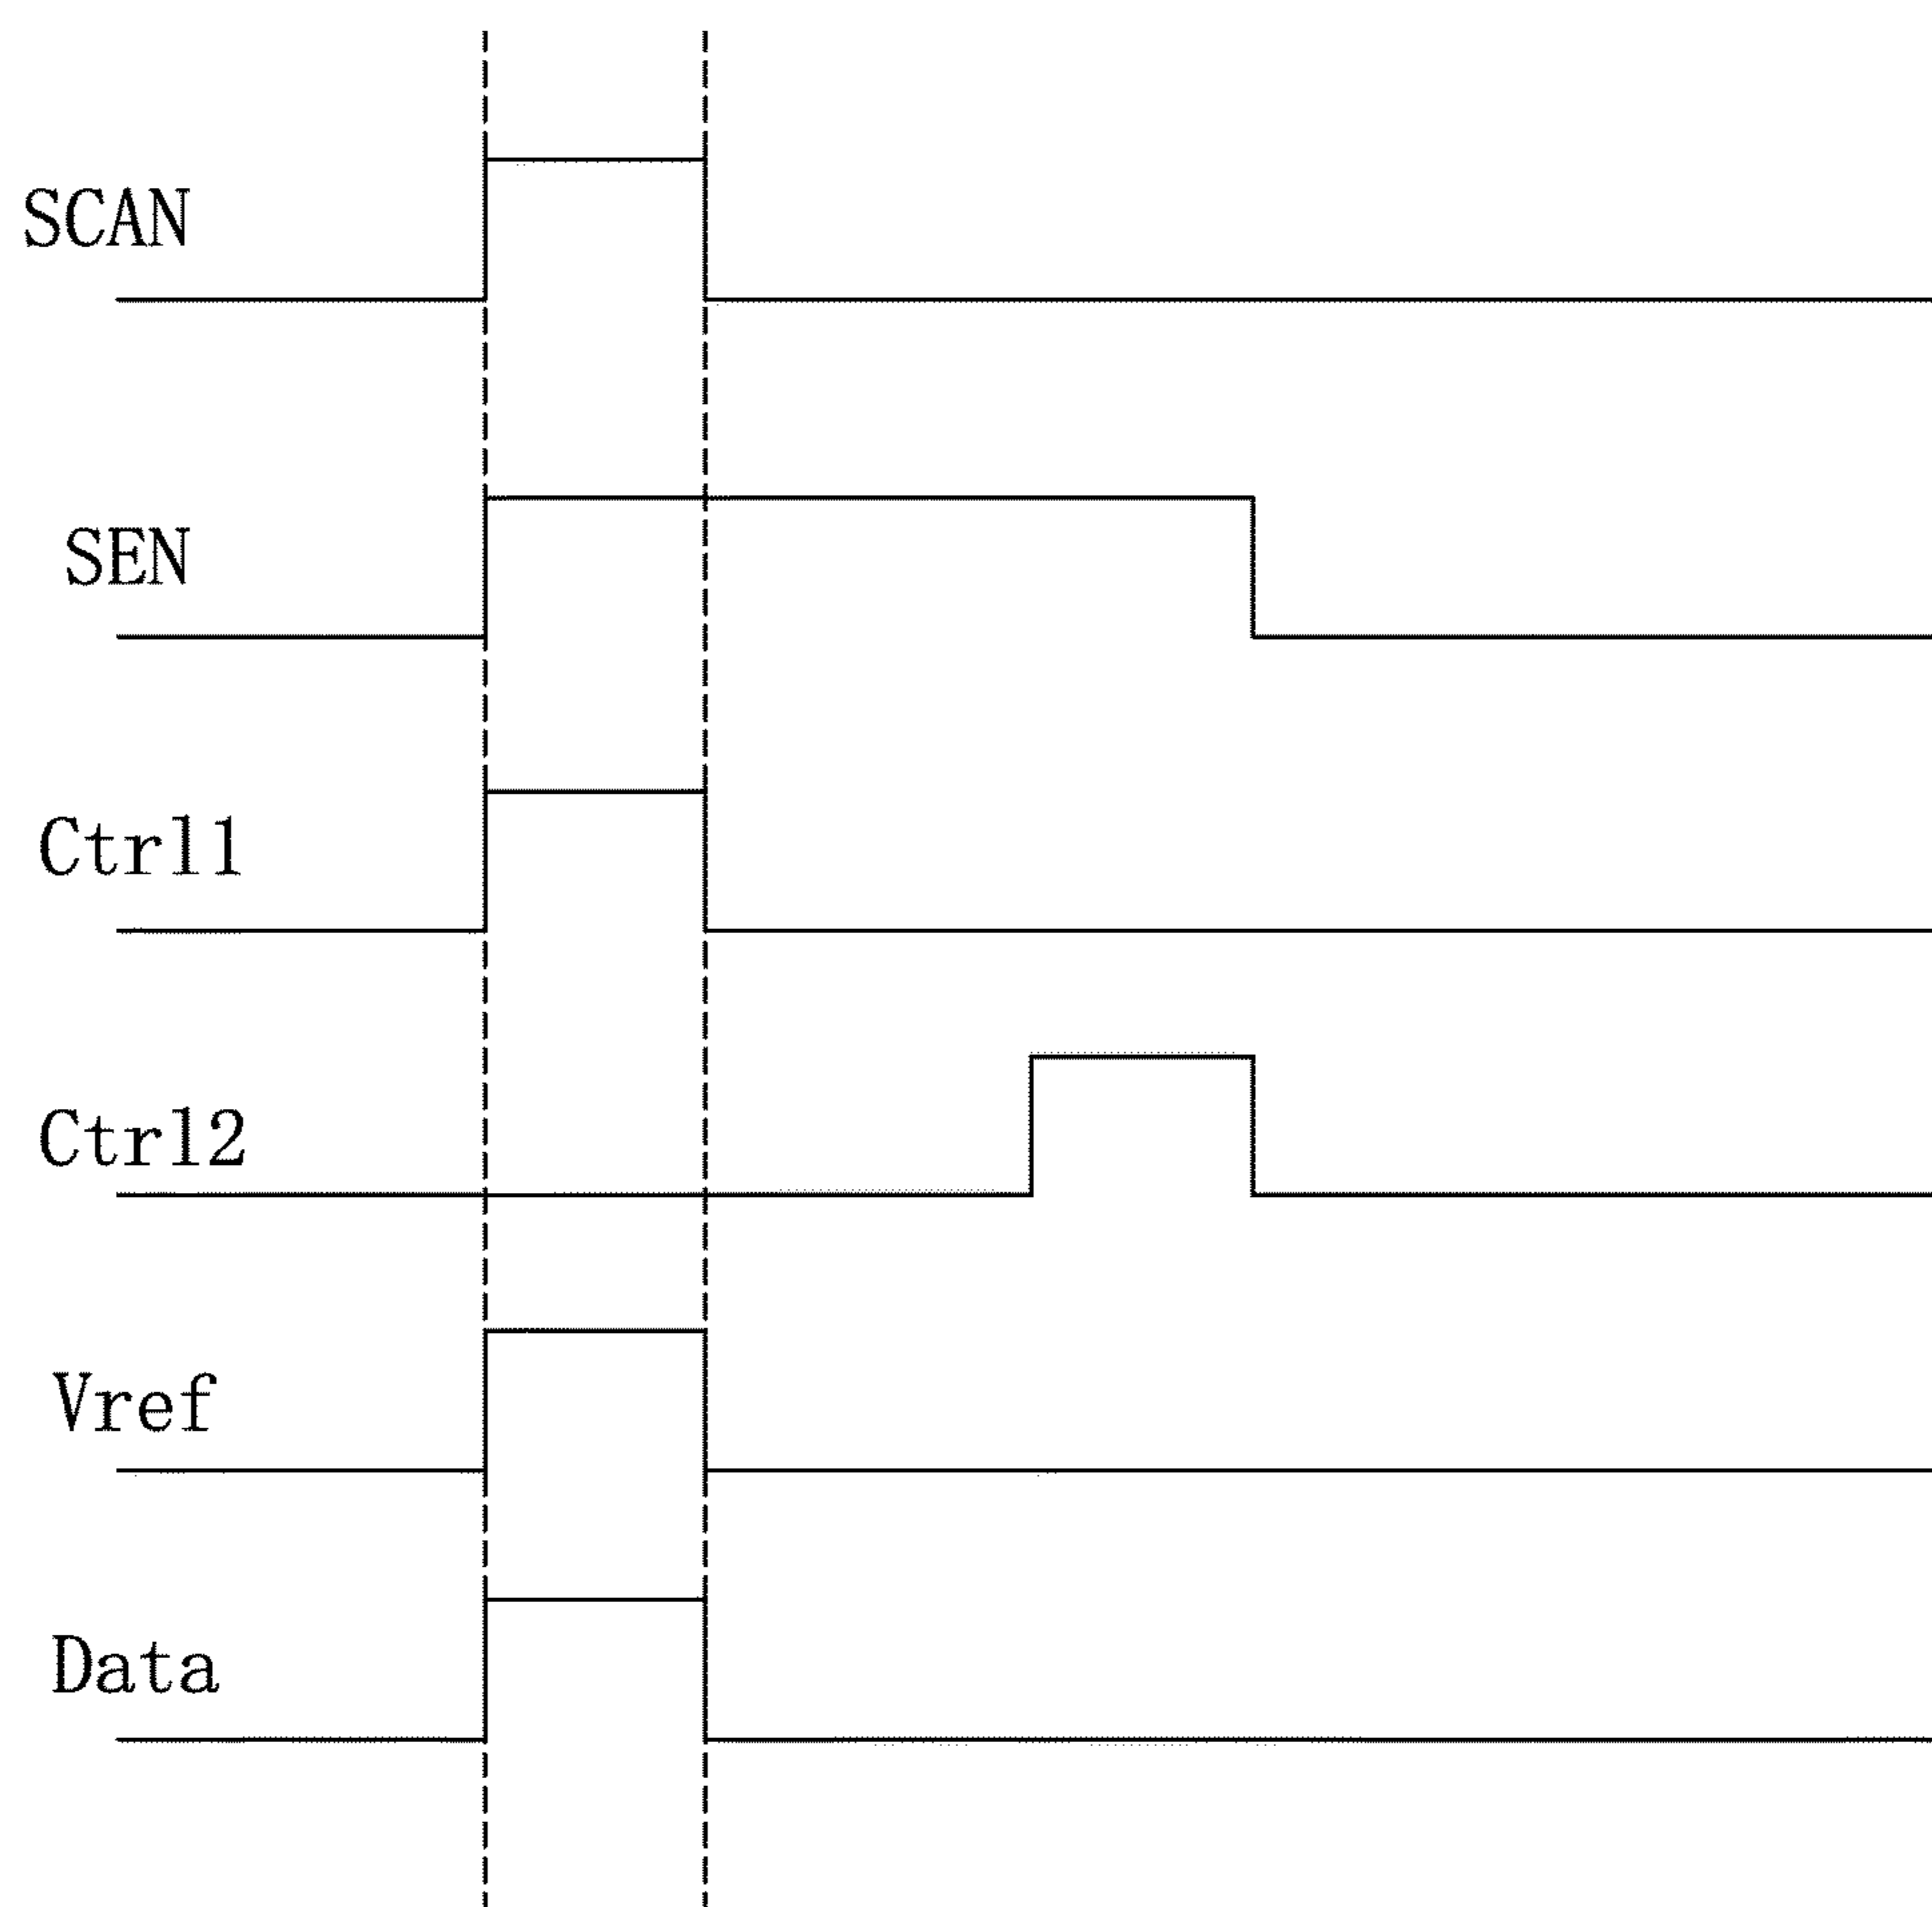 SCAN
SEN
Ctrl1
Ctrl2
Vref
Data